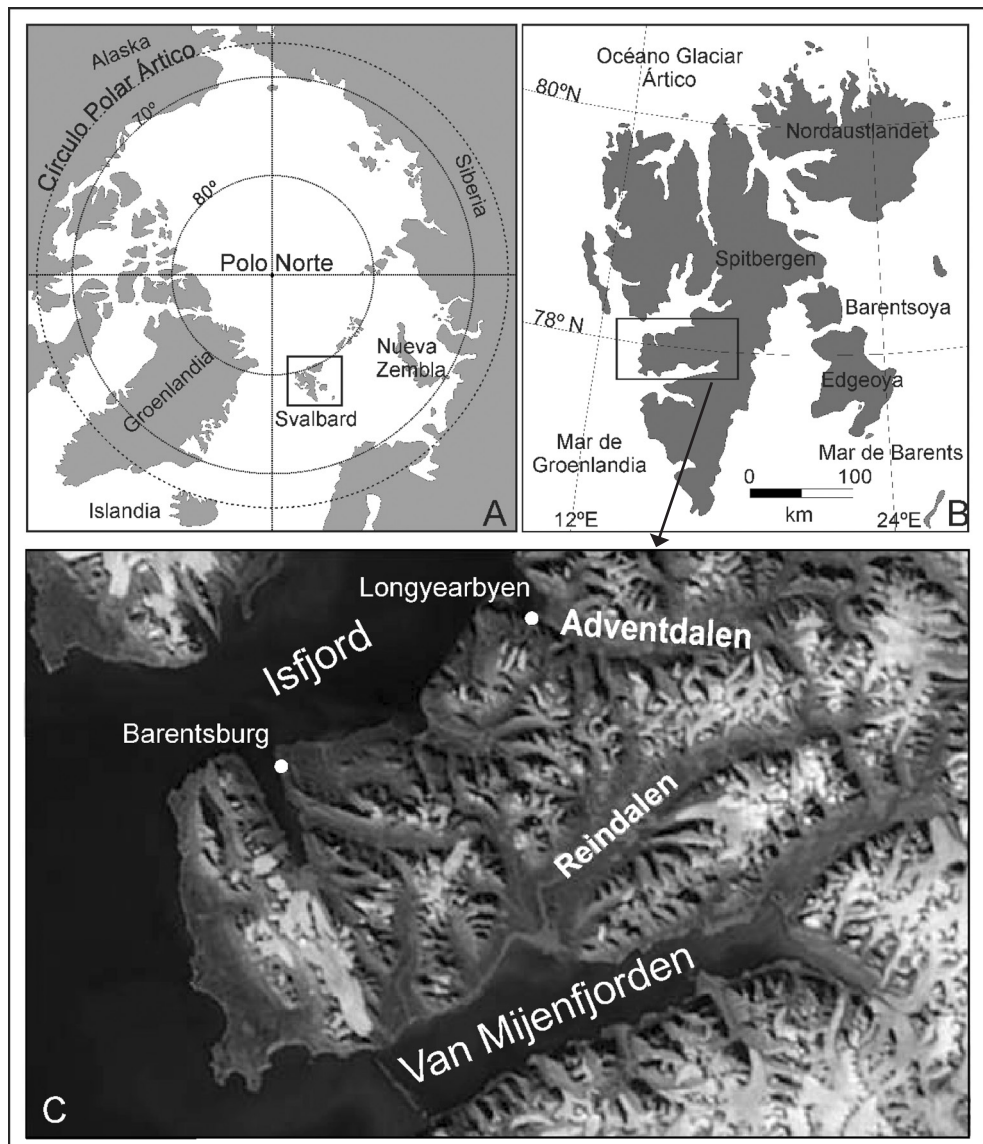 Alaska
Círculo Polar Ártico
70º
80º
Siberia
Polo Norte
Nueva
Zembla
Groenlandia
Svalbard
Islandia
A
Océano Glaciar
Ártico
80ºN
Nordaustlandet
Spitbergen
Barentsoya
78º N
Edgeoya
Mar de
Groenlandia
Mar de Barents
0 100
km
12ºE
24ºE
B
Longyearbyen
Adventdalen
Isfjord
Barentsburg
Reindalen
Van Mijenfjorden
C